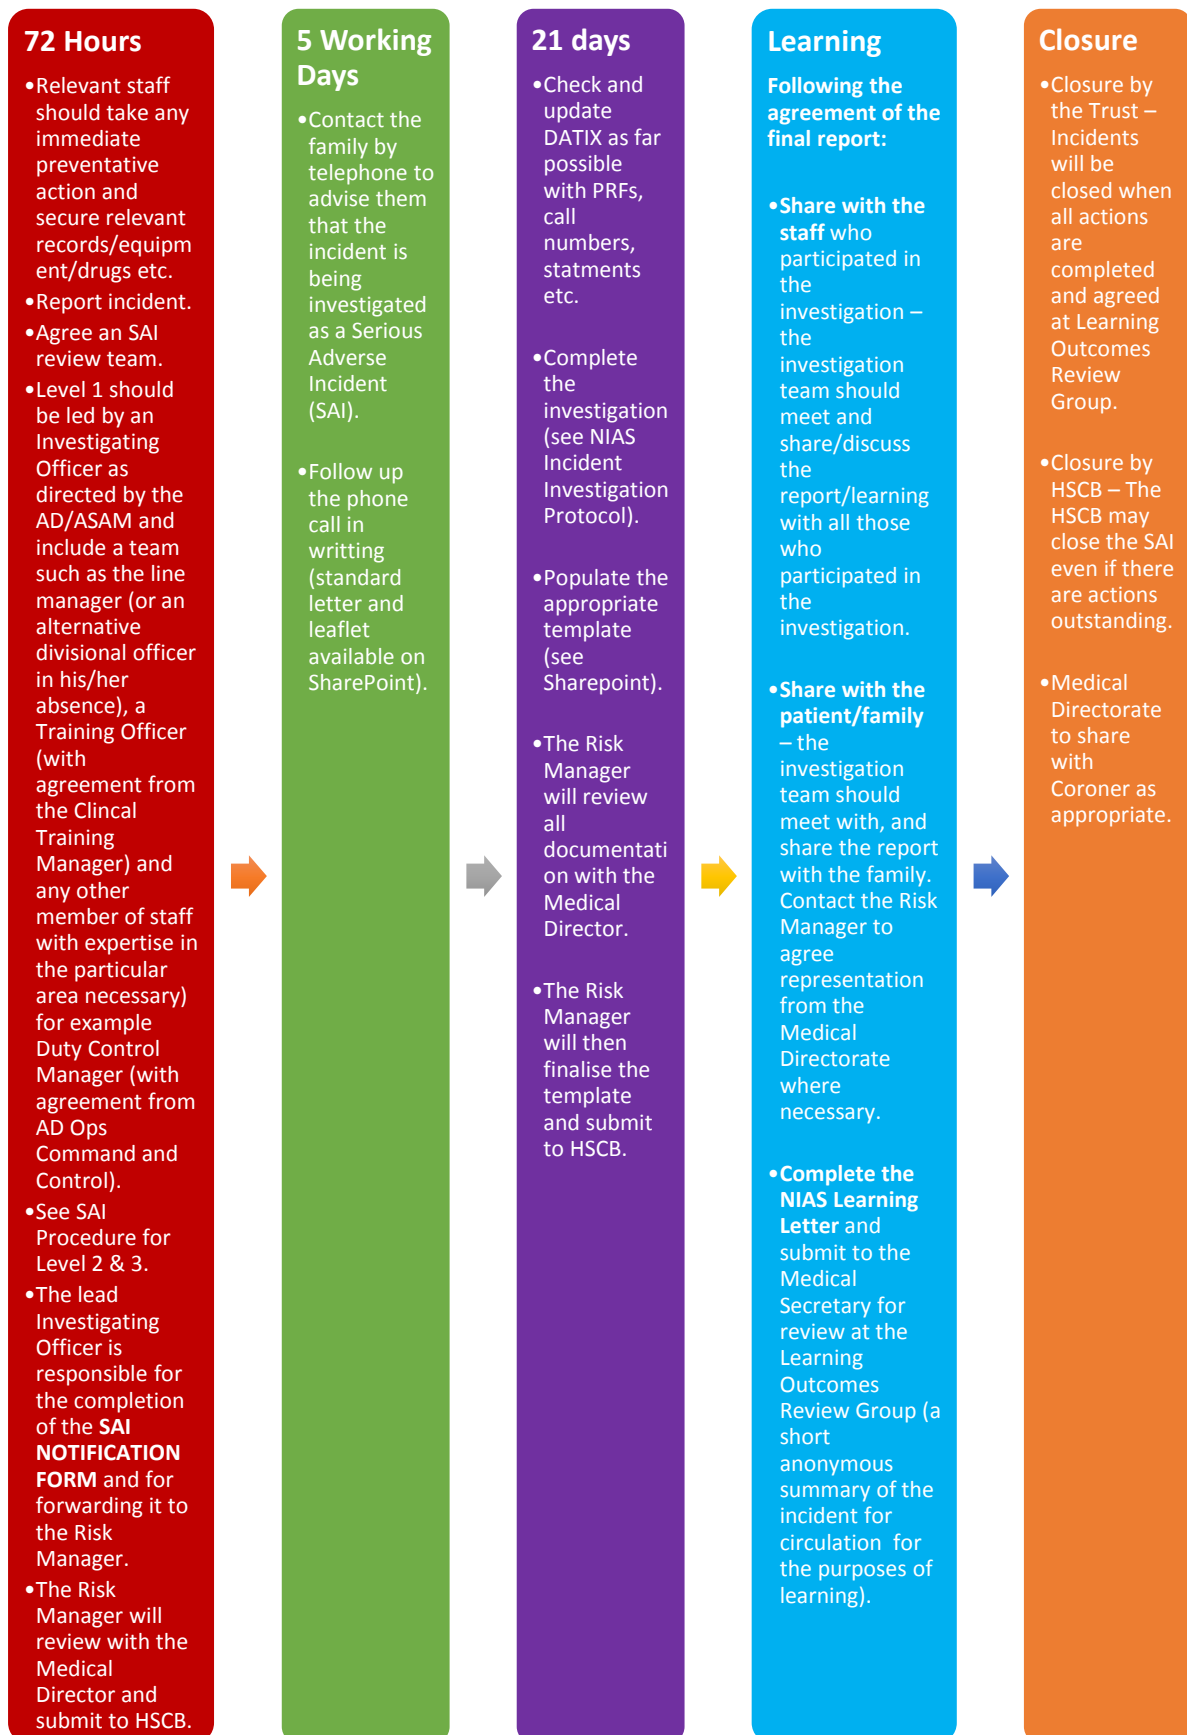 72 Hours
•Relevant staff
should take any
immediate
preventative
action and
secure relevant
records/equipm
ent/drugs etc.
•Report incident.
•Agree an SAI
review team.
•Level 1 should
be led by an
Investigating
Officer as
directed by the
AD/ASAM and
include a team
such as the line
manager (or an
alternative
divisional officer
in his/her
absence), a
Training Officer
(with
agreement from
the Clincal
Training
Manager) and
any other
member of staff
with expertise in
the particular
area necessary)
for example
Duty Control
Manager (with
agreement from
AD Ops
Command and
Control).
•See SAI
Procedure for
Level 2 & 3.
•The lead
Investigating
Officer is
responsible for
the completion
of the SAI
NOTIFICATION
FORM and for
forwarding it to
the Risk
Manager.
•The Risk
Manager will
review with the
Medical
Director and
submit to HSCB.
5 Working
Days
•Contact the
family by
telephone to
advise them
that the
incident is
being
investigated
as a Serious
Adverse
Incident
(SAI).
•Follow up
the phone
call in
writting
(standard
letter and
leaflet
available on
SharePoint).
21 days
•Check and
update
DATIX as far
possible
with PRFs,
call
numbers,
statments
etc.
•Complete
the
investigation
(see NIAS
Incident
Investigation
Protocol).
•Populate the
appropriate
template
(see
Sharepoint).
•The Risk
Manager
will review
all
documentati
on with the
Medical
Director.
•The Risk
Manager
will then
finalise the
template
and submit
to HSCB.
Learning
Following the
agreement of the
final report:
•Share with the
staff who
participated in
the
investigation –
the
investigation
team should
meet and
share/discuss
the
report/learning
with all those
who
participated in
the
investigation.
•Share with the
patient/family
– the
investigation
team should
meet with, and
share the report
with the family.
Contact the Risk
Manager to
agree
representation
from the
Medical
Directorate
where
necessary.
•Complete the
NIAS Learning
Letter and
submit to the
Medical
Secretary for
review at the
Learning
Outcomes
Review Group (a
short
anonymous
summary of the
incident for
circulation for
the purposes of
learning).
Closure
•Closure by
the Trust –
Incidents
will be
closed when
all actions
are
completed
and agreed
at Learning
Outcomes
Review
Group.
•Closure by
HSCB – The
HSCB may
close the SAI
even if there
are actions
outstanding.
•Medical
Directorate
to share
with
Coroner as
appropriate.